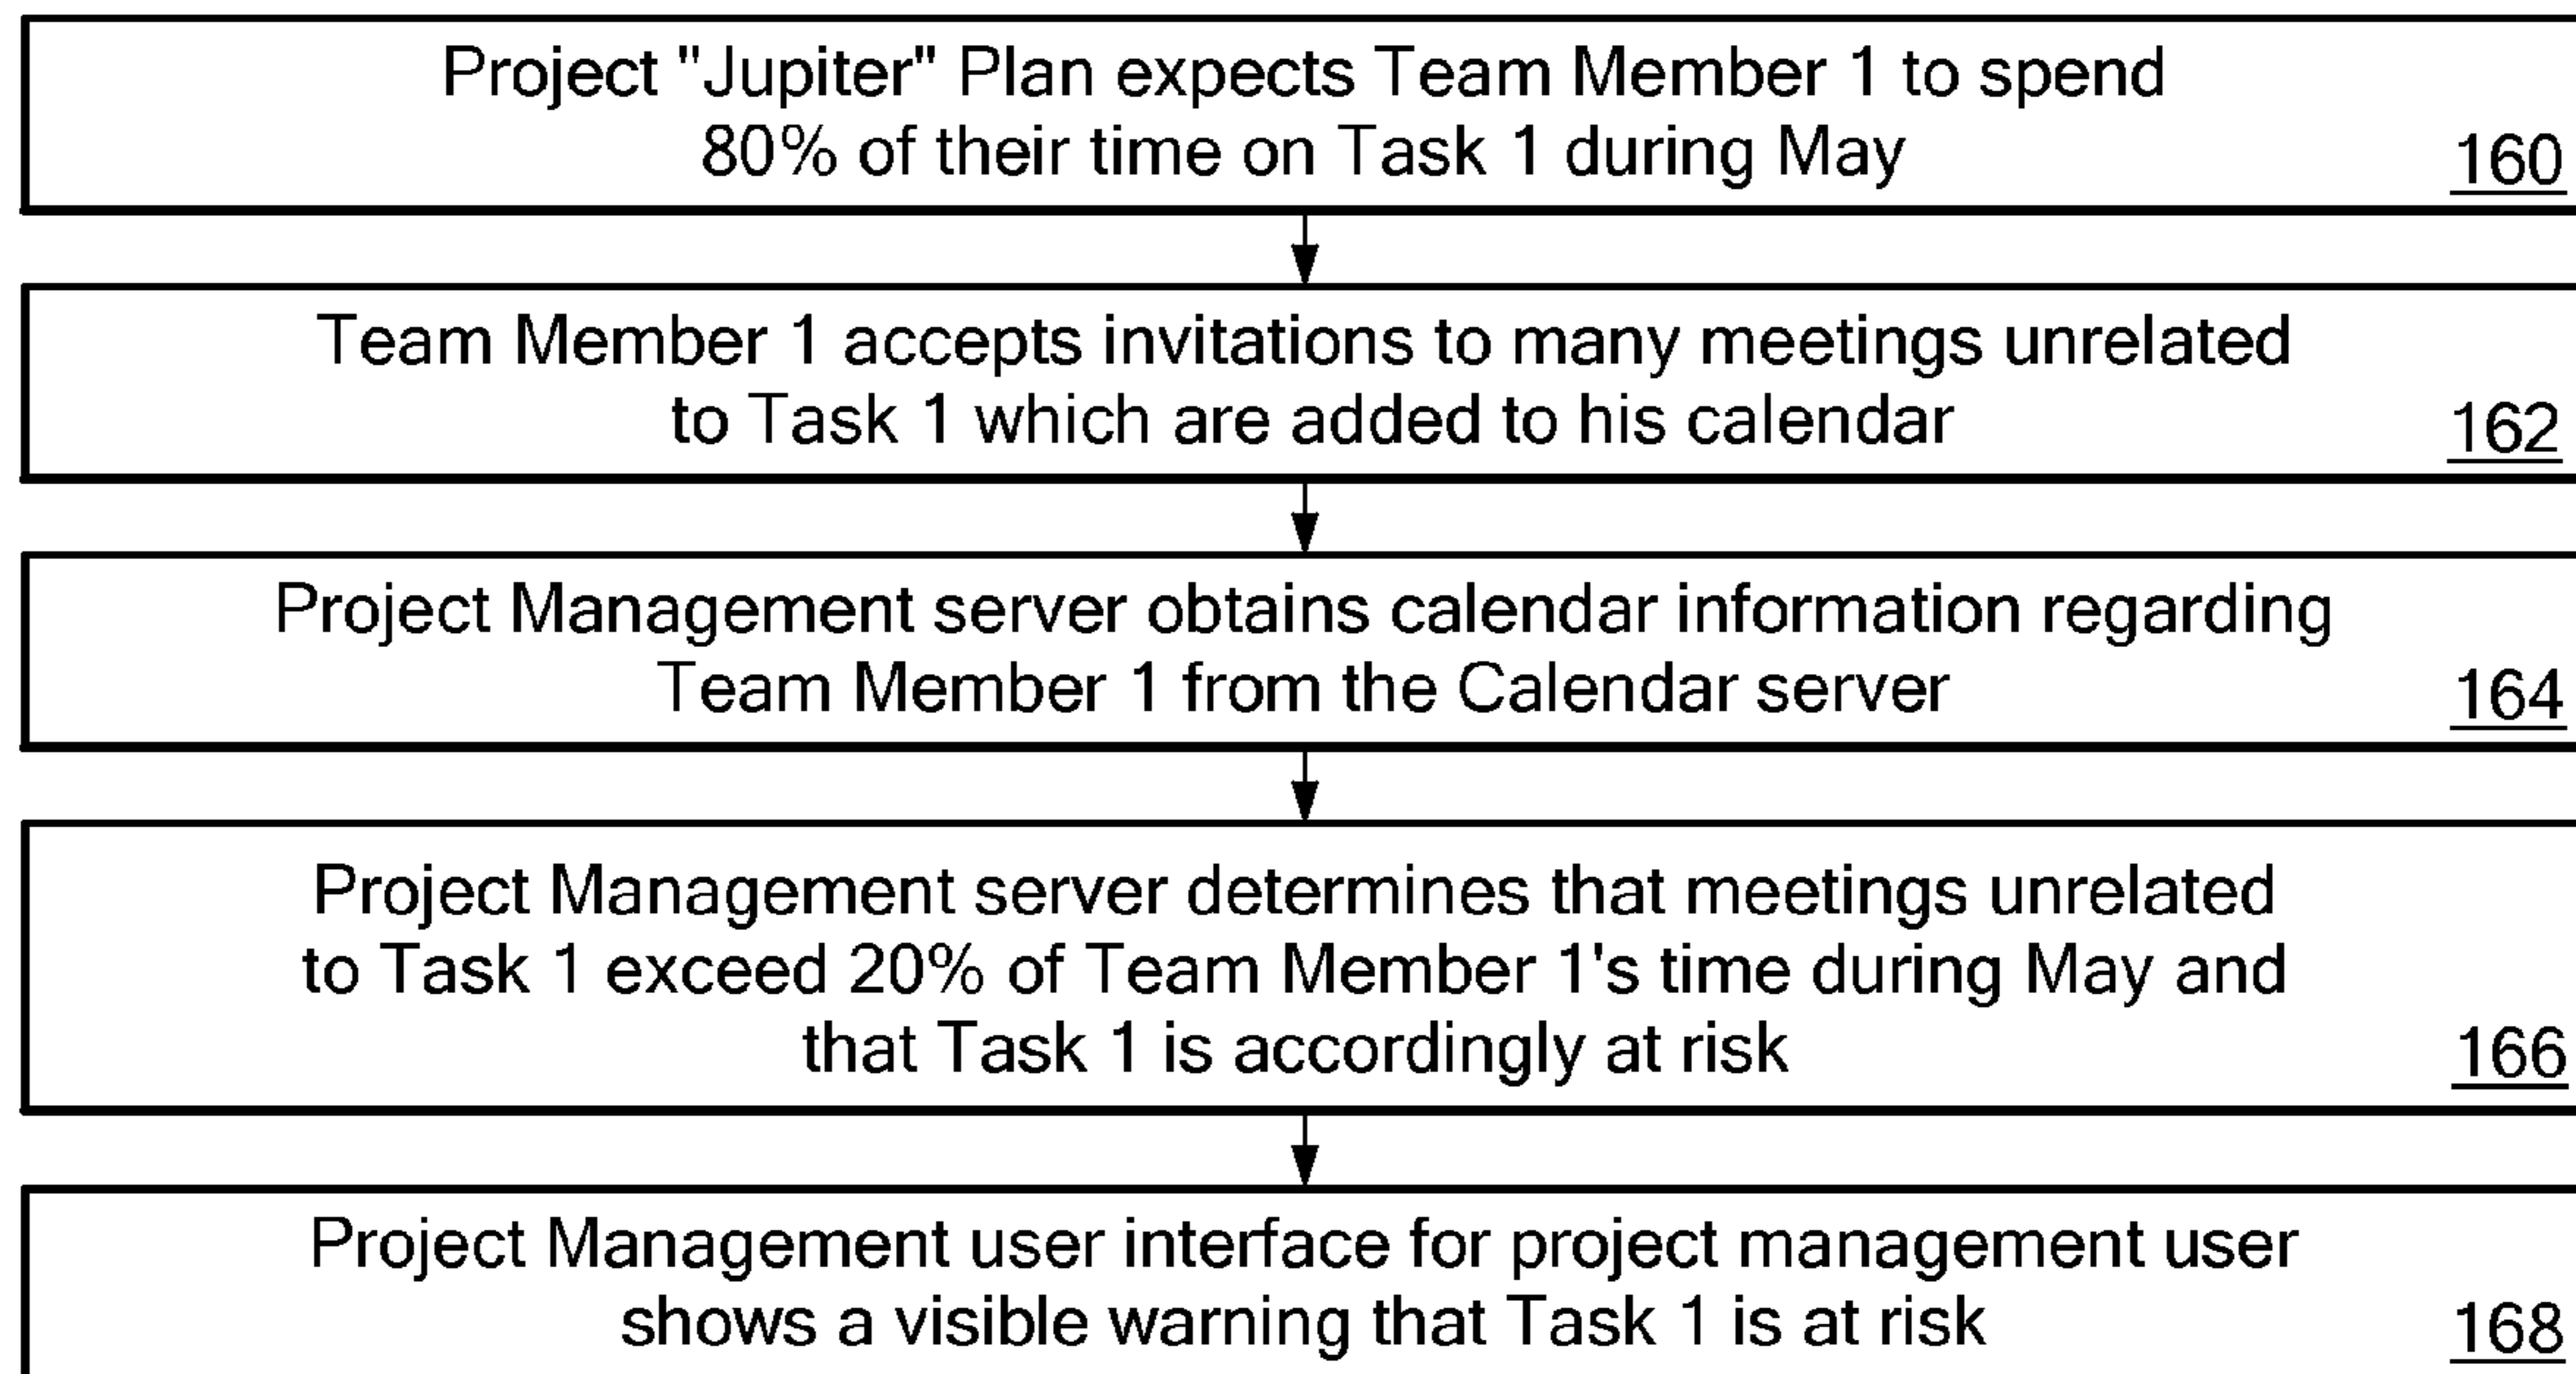 Project "Jupiter" Plan expects Team Member 1 to spend
80% of their time on Task 1 during May
160
Team Member 1 accepts invitations to many meetings unrelated
to Task 1 which are added to his calendar
162
Project Management server obtains calendar information regarding
Team Member 1 from the Calendar server
164
Project Management server determines that meetings unrelated
to Task 1 exceed 20% of Team Member 1's time during May and
that Task 1 is accordingly at risk
166
Project Management user interface for project management user
shows a visible warning that Task 1 is at risk
168